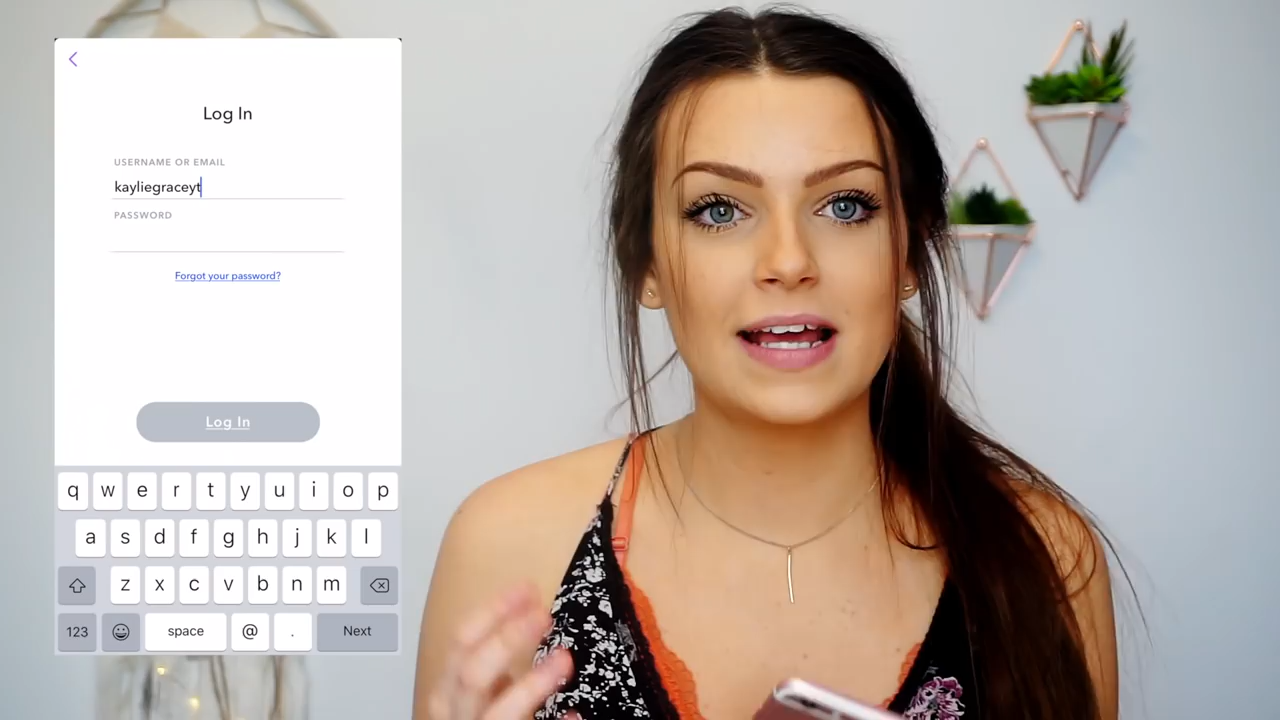 Log In
USERNAME OR EMAIL
kayliegraceyt
PASSWORD
Forgot your password?
Log In
q w e r t y u i o p
a s d f g h j k l
z x c v b n m
123 space @ . Next